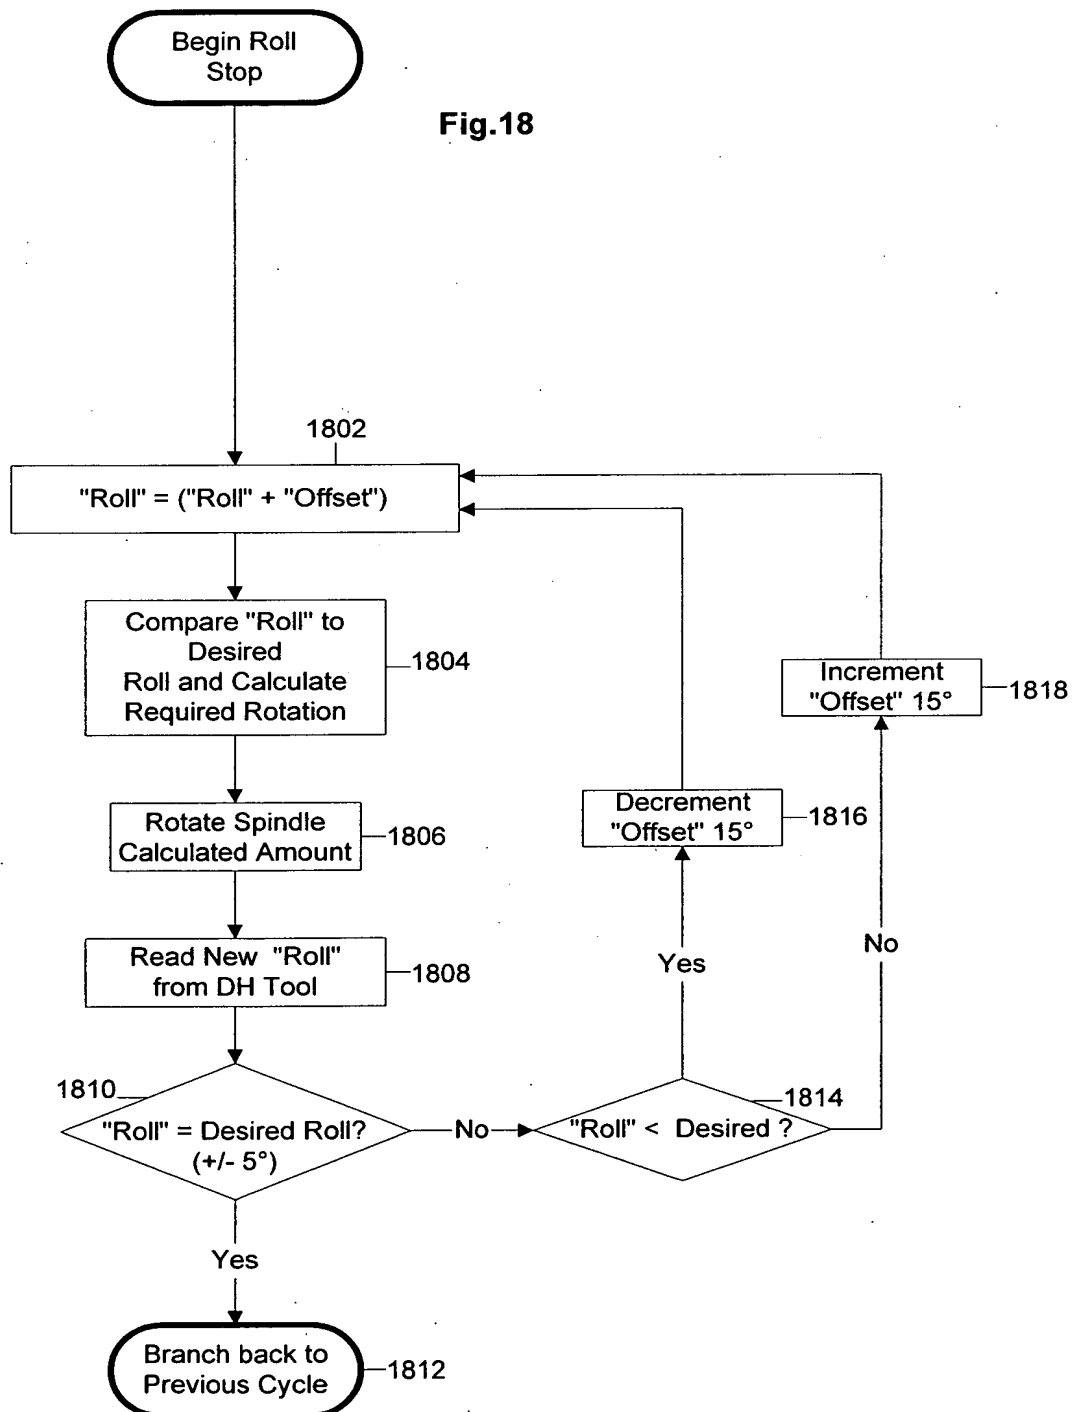 Begin Roll
Stop
Fig.18
1802
"Roll" = ("Roll" + "Offset")
Compare "Roll" to
Desired
Roll and Calculate
Required Rotation
1804
Increment
"Offset" 15°
1818
Rotate Spindle
Calculated Amount
1806
Decrement
"Offset" 15°
1816
Read New "Roll"
from DH Tool
1808
Yes
No
1810
"Roll" = Desired Roll?
(+/- 5°)
No
1814
"Roll" < Desired ?
Yes
Branch back to
Previous Cycle
1812